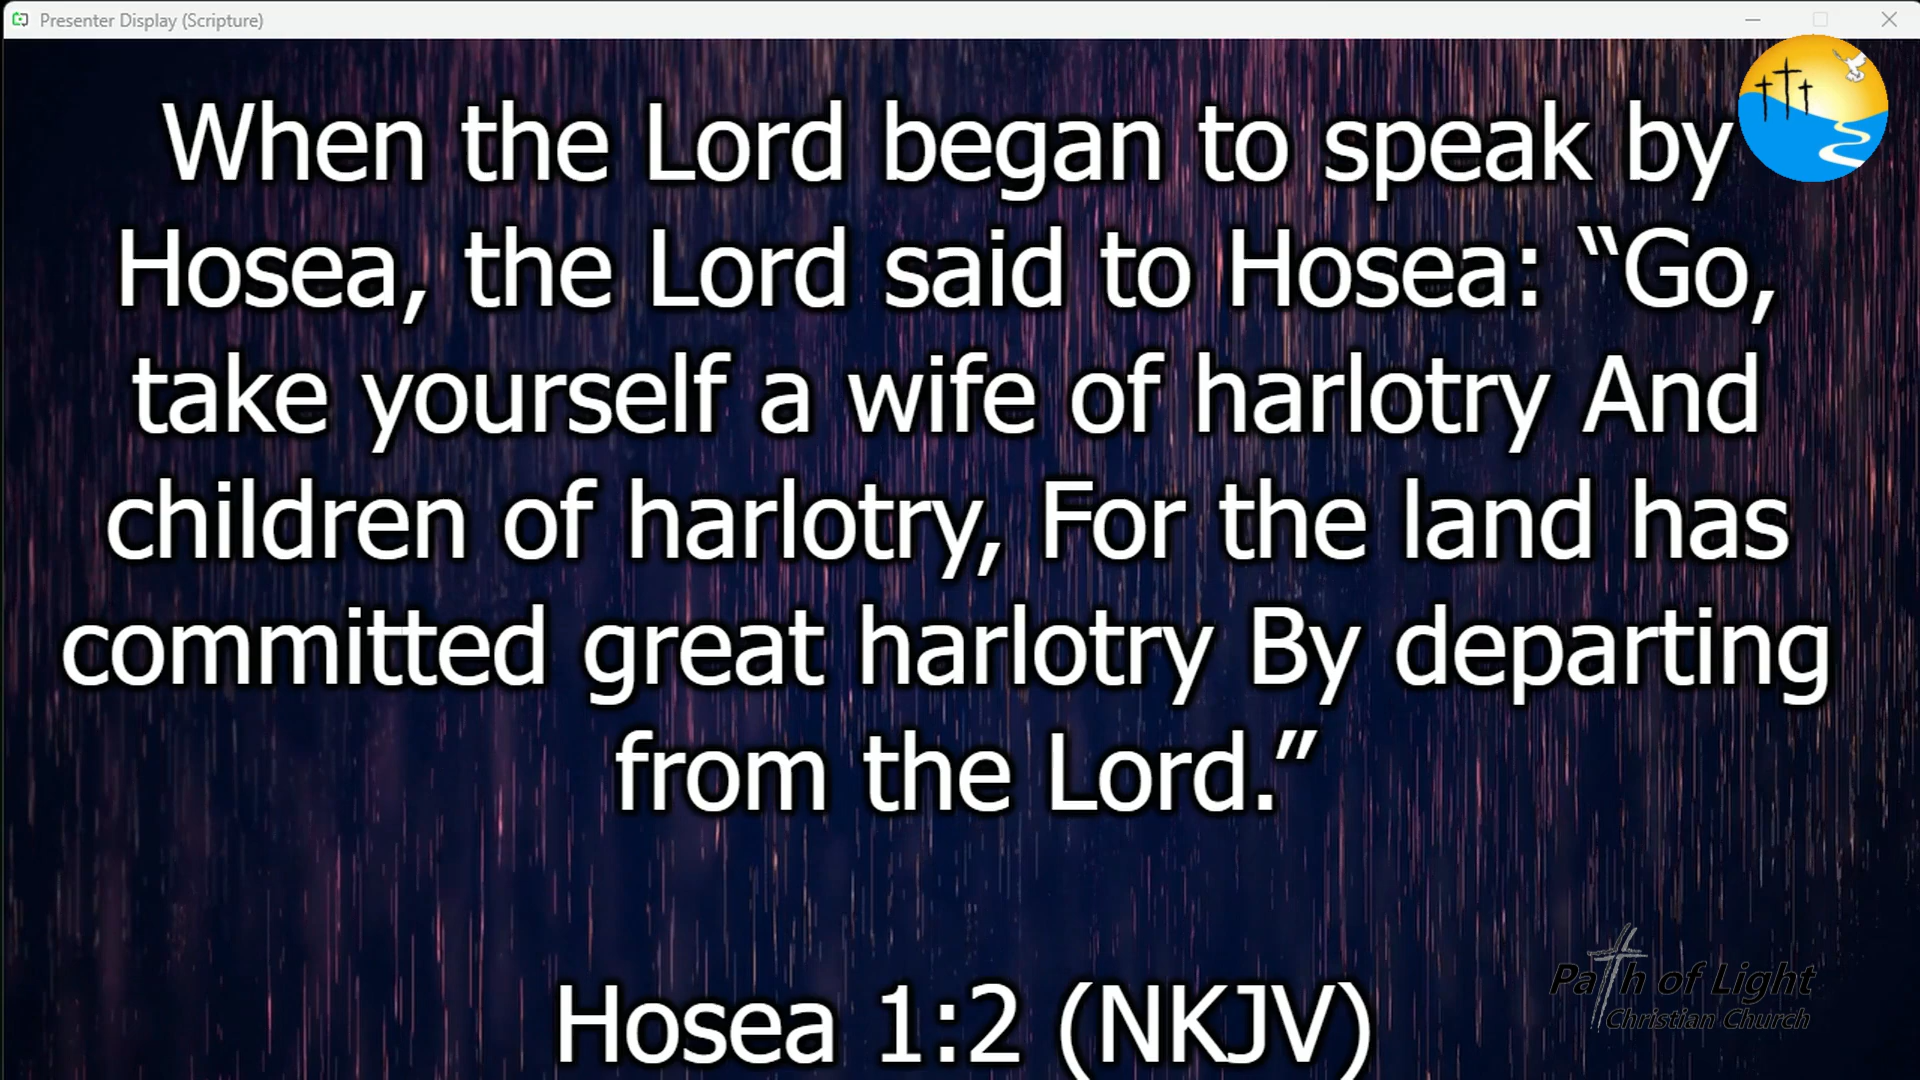 Presenter Display (Scripture)
When the Lord began to speak by
Hosea, the Lord said to Hosea: “Go,
take yourself a wife of harlotry And
children of harlotry, For the land has
committed great harlotry By departing
from the Lord.”
Hosea 1:2 (NKJV)
Path of Light
Christian Church